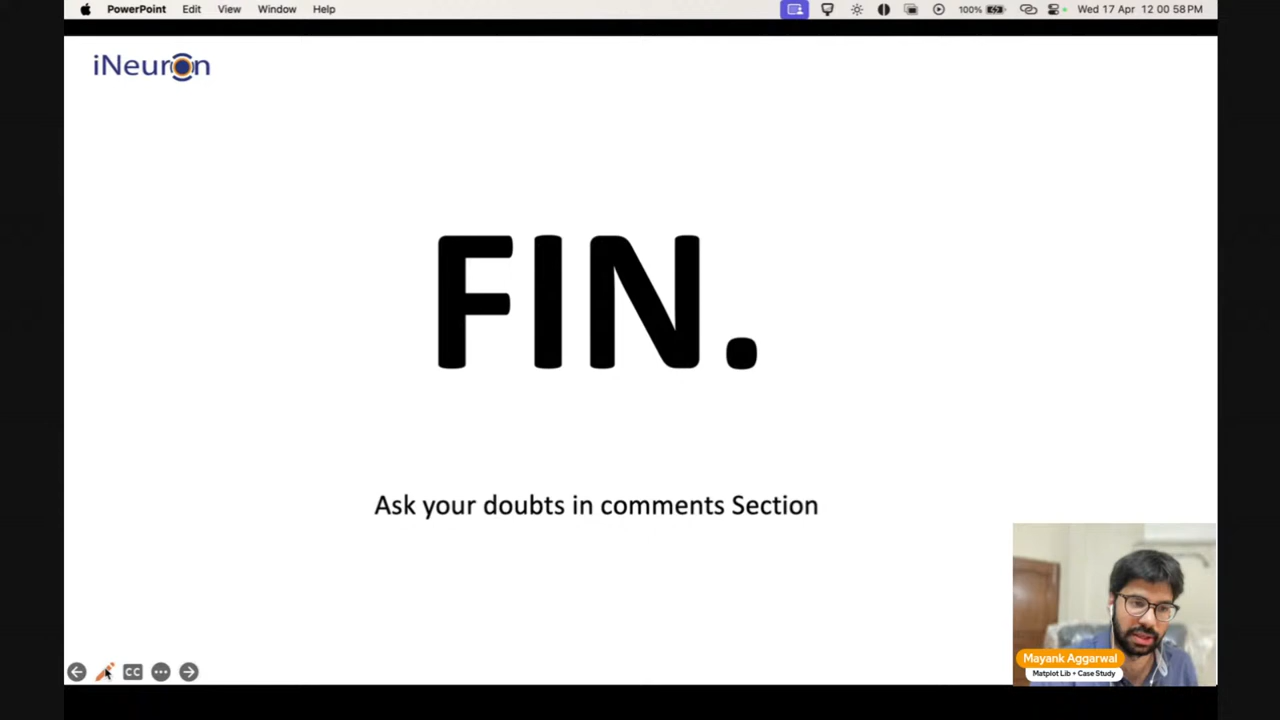 PowerPoint Edit View Window Help 100% Wed 17 Apr 12 00 58 PM
iNeuron
FIN.
Ask your doubts in comments Section
CC
Mayank Aggarwal
Matplot Lib + Case Study